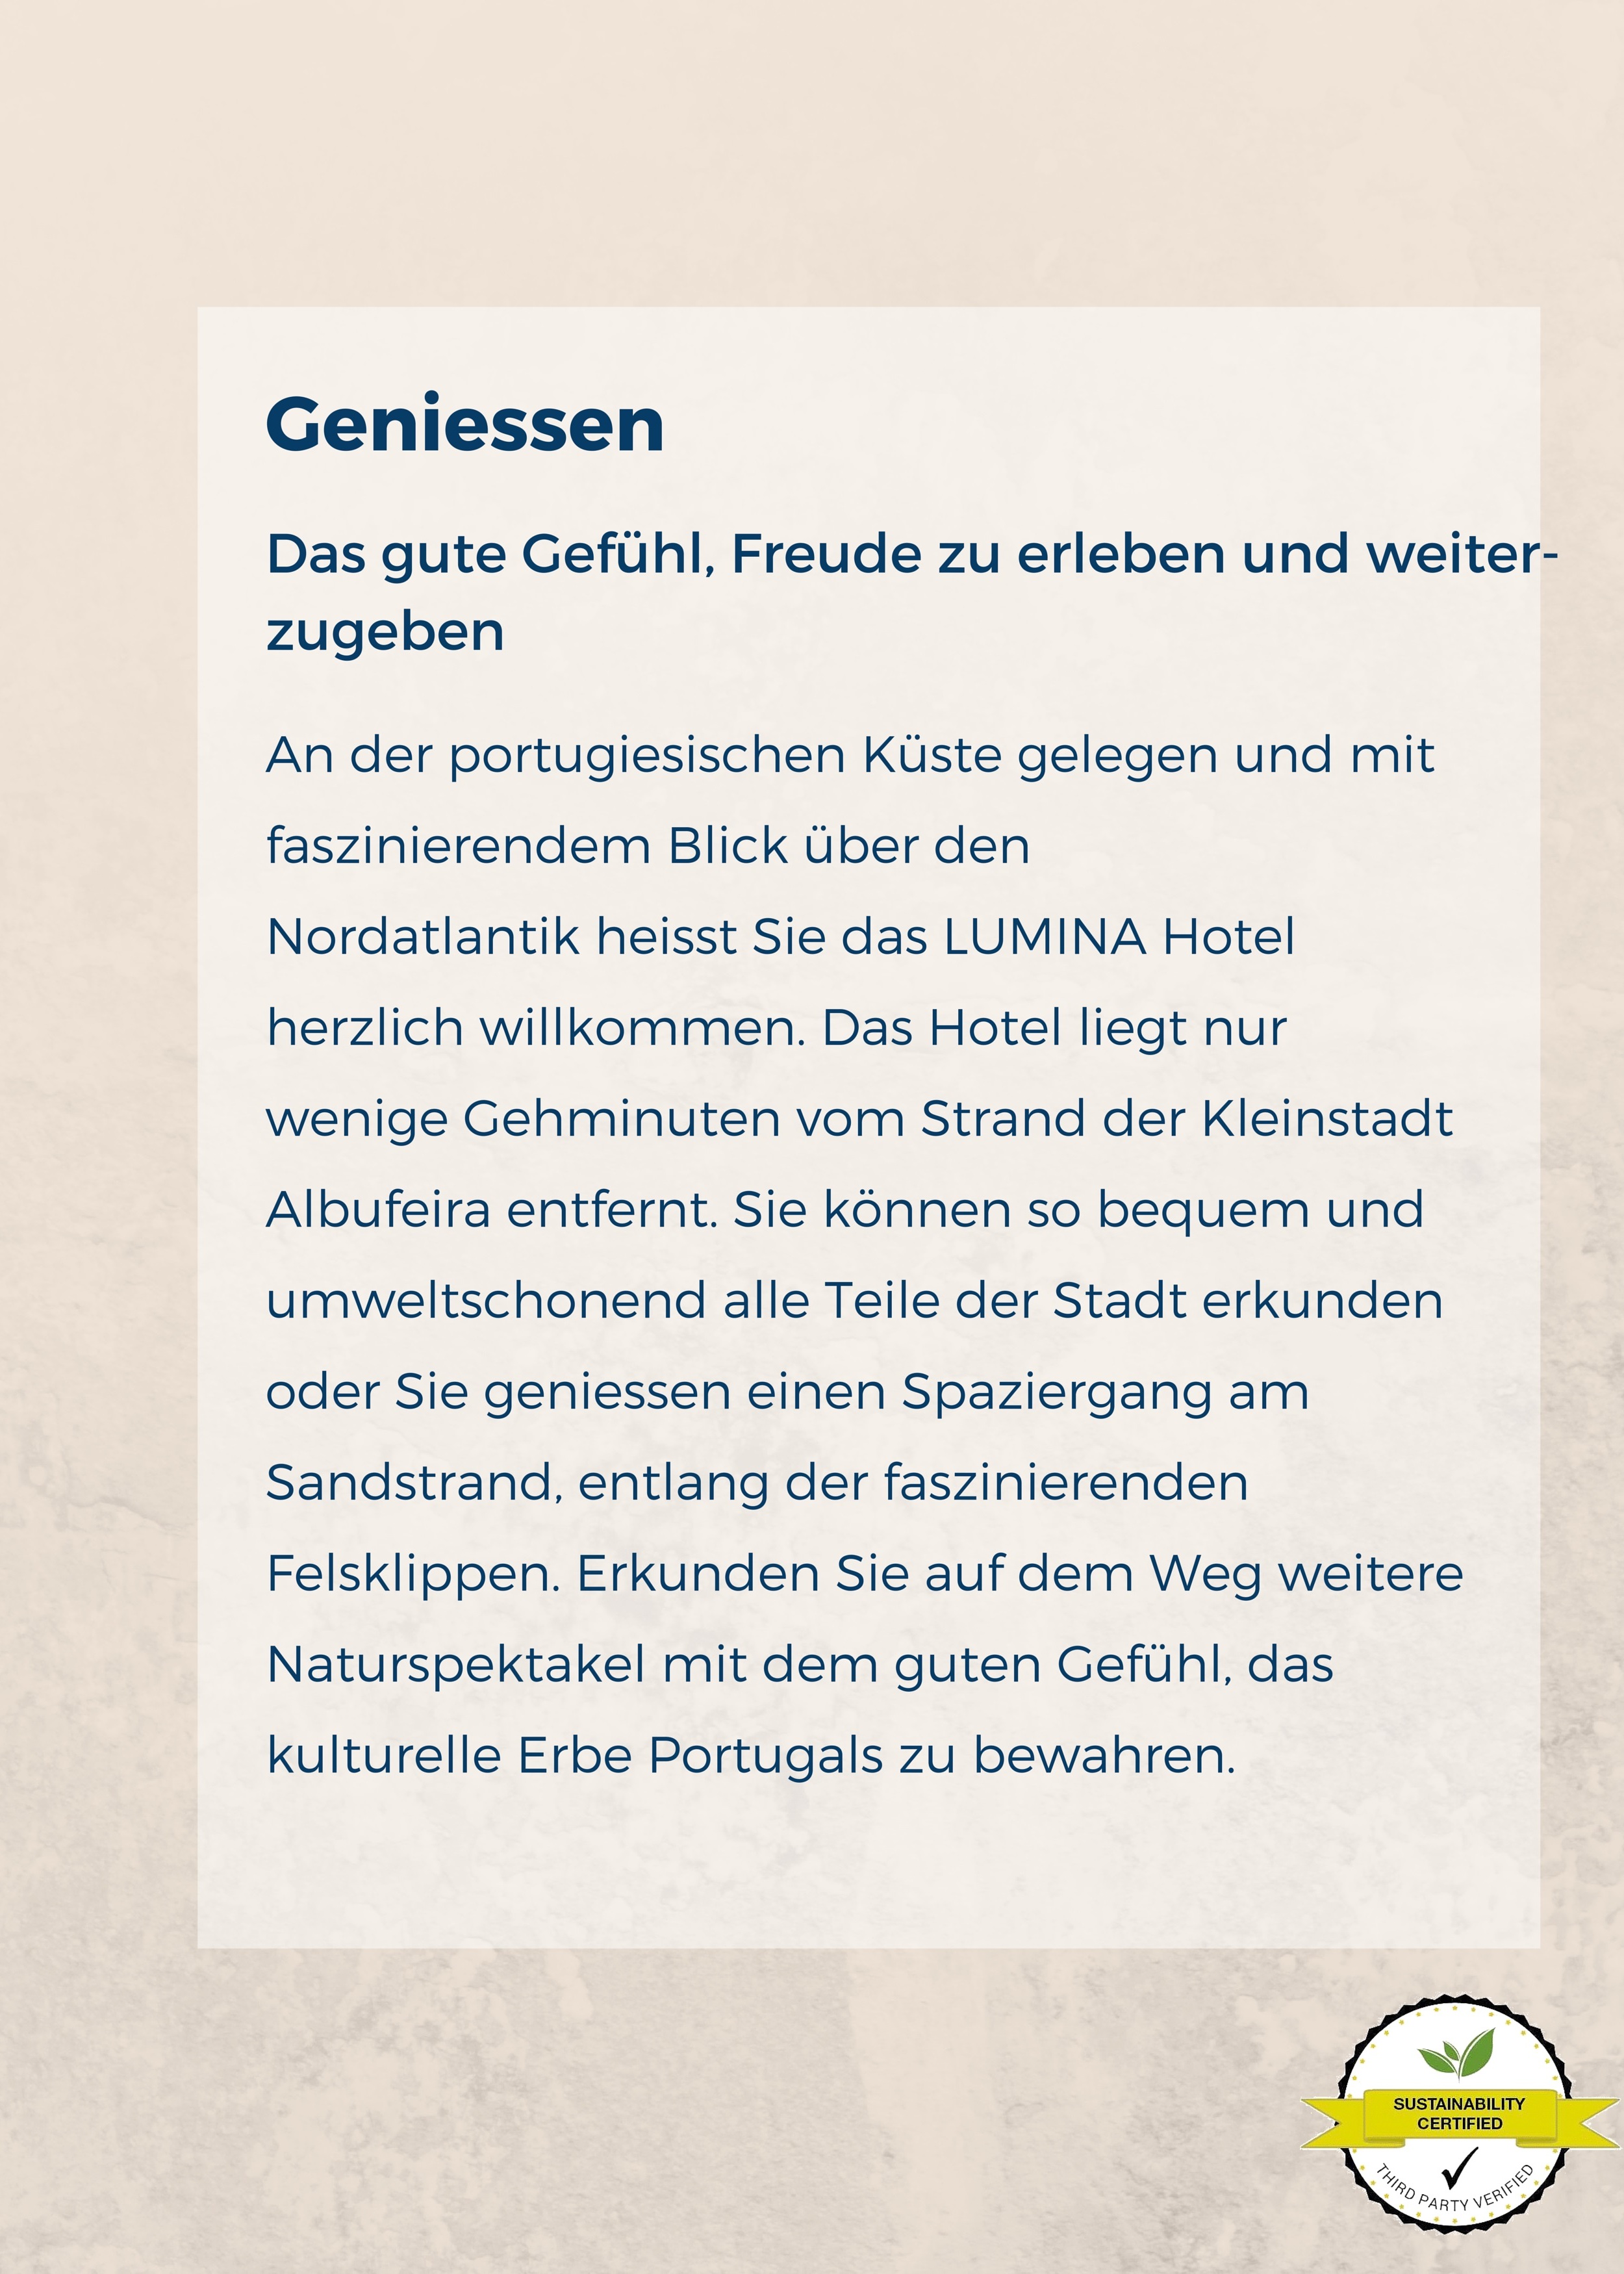 Geniessen
Das gute Gefühl, Freude zu erleben und weiter-
zugeben
An der portugiesischen Küste gelegen und mit
faszinierendem Blick über den
Nordatlantik heisst Sie das LUMINA Hotel
herzlich willkommen. Das Hotel liegt nur
wenige Gehminuten vom Strand der Kleinstadt
Albufeira entfernt. Sie können so bequem und
umweltschonend alle Teile der Stadt erkunden
oder Sie geniessen einen Spaziergang am
Sandstrand, entlang der faszinierenden
Felsklippen. Erkunden Sie auf dem Weg weitere
Naturspektakel mit dem guten Gefühl, das
kulturelle Erbe Portugals zu bewahren.
SUSTAINABILITY
CERTIFIED
THIRD PARTY VERIFIED